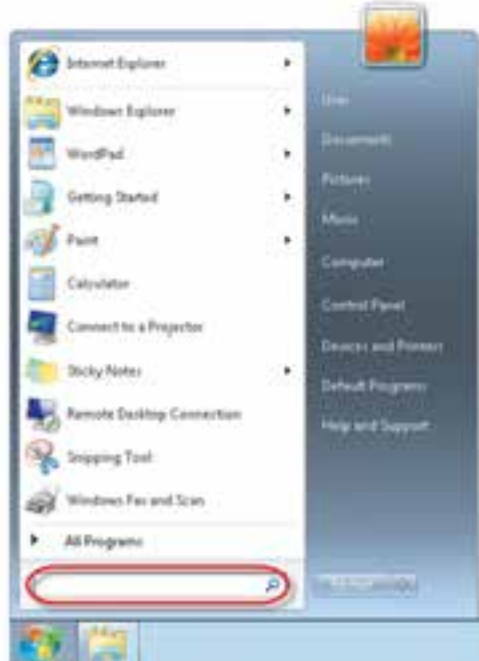 Internet Explorer
Windows Explorer
WordPad
Getting Started
Paint
Calculator
Connect to a Projector
Sticky Notes
Remote Desktop Connection
Snipping Tool
Windows Fax and Scan
All Programs
User
Documents
Pictures
Music
Computer
Control Panel
Devices and Printers
Default Programs
Help and Support